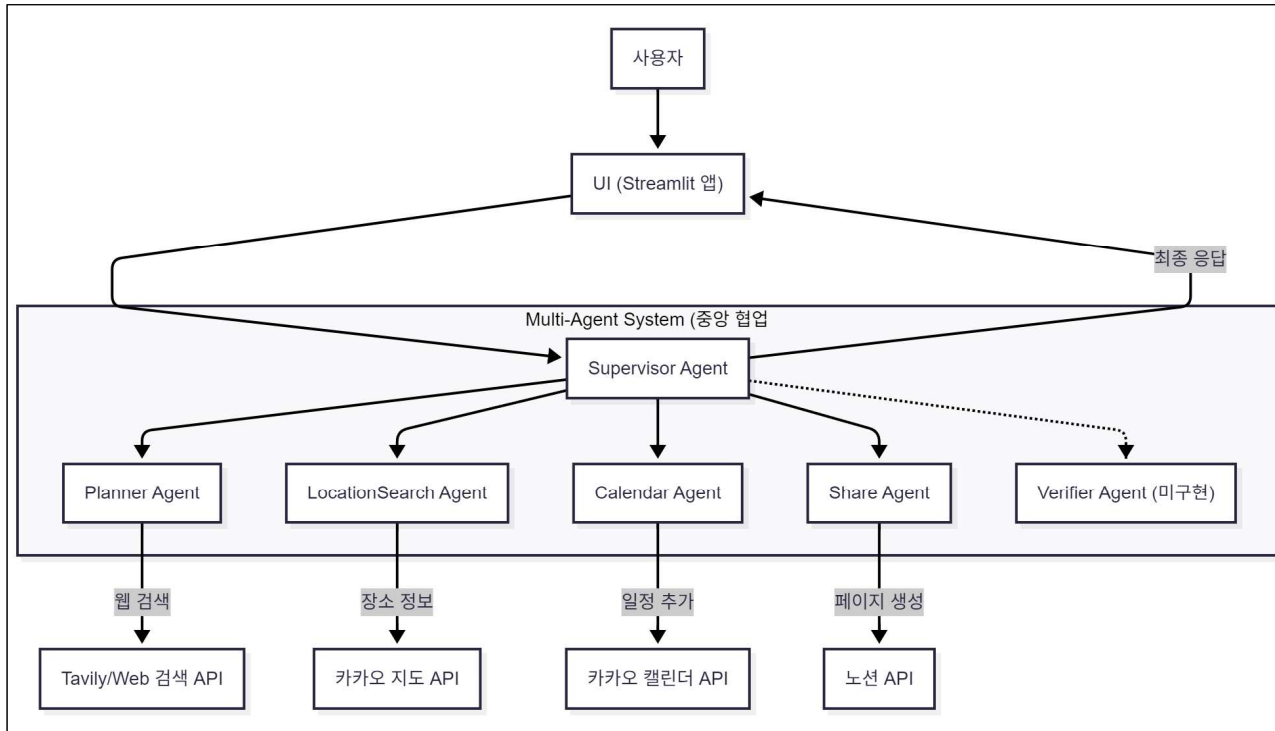 사용자
UI (Streamlit 앱)
최종 응답
Multi-Agent System (중앙 협업
Supervisor Agent
Planner Agent
LocationSearch Agent
Calendar Agent
Share Agent
Verifier Agent (미구현)
웹 검색
장소 정보
일정 추가
페이지 생성
Tavily/Web 검색 API
카카오 지도 API
카카오 캘린더 API
노션 API